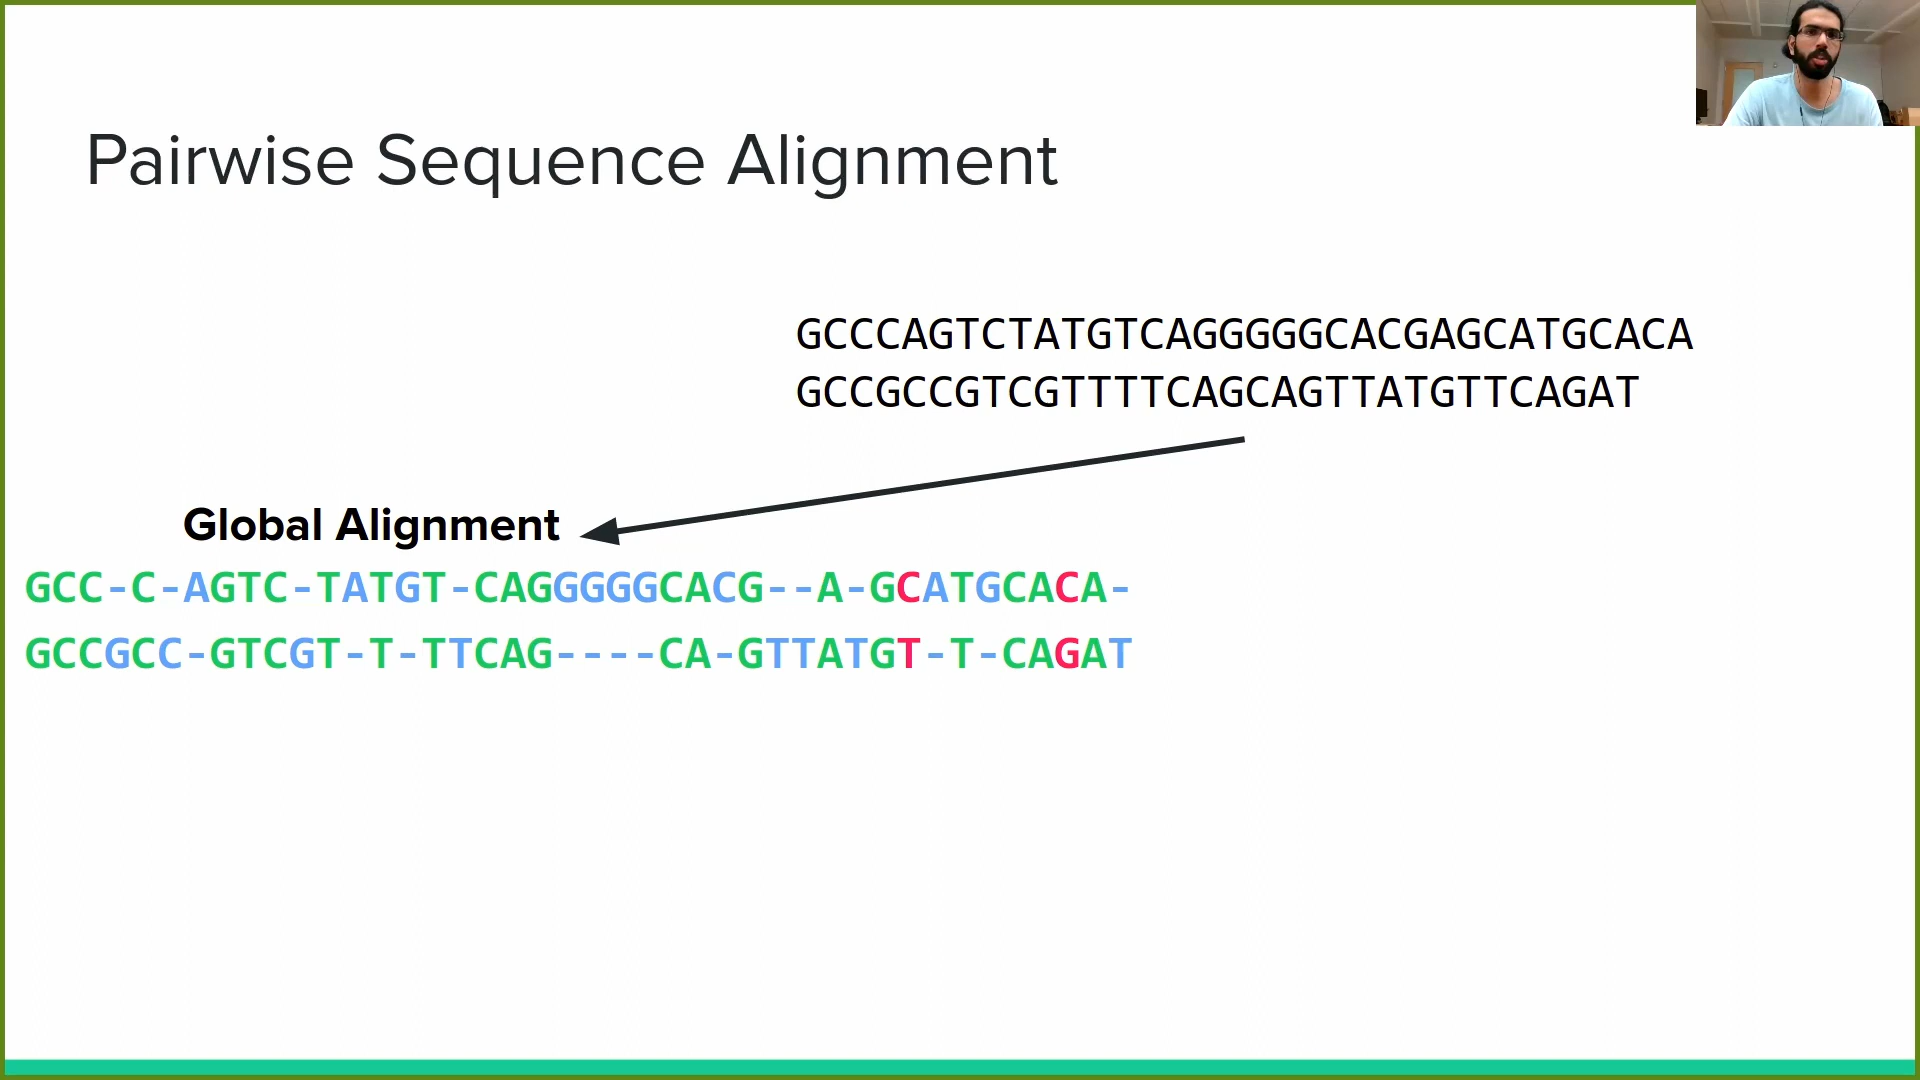 Pairwise Sequence Alignment
GCCCAGTCTATGTCAGGGGGCACGAGCATGCACA
GCCGCCGTCGTTTTCAGCAGTTATGTTCAGAT
Global Alignment
GCC-C-AGTC-TATGT-CAGGGGGCACG--A-GCATGCACA-
GCCGCC-GTCGT-T-TTCAG----CA-GTTATGT-T-CAGAT